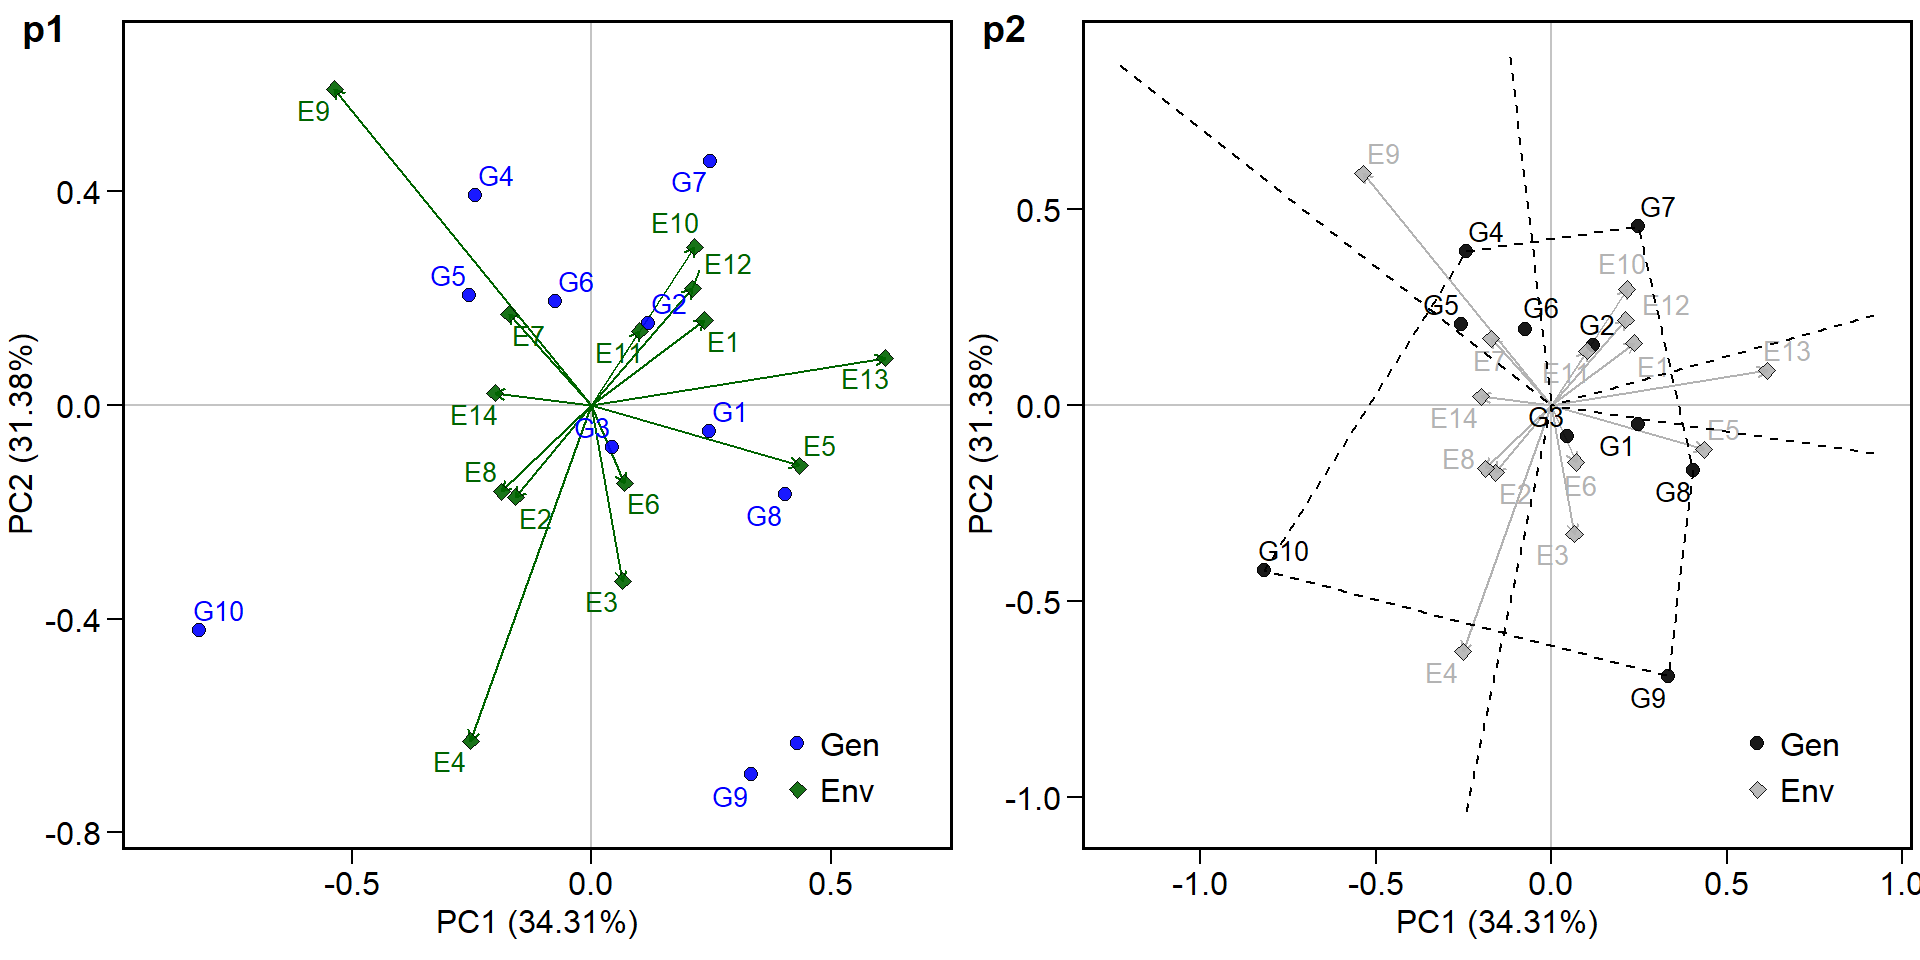 p1
E9
G4
G7
0.4
E10
E12
G5
G6
G2
E7
E11
E1
E13
0.0
E14
G3
G1
E5
E8
E2
E6
G8
E3
G10
-0.4
E4
G9
Gen
Env
-0.8
-0.5
0.0
0.5
PC1 (34.31%)
PC2 (31.38%)
p2
E9
G7
G4
0.5
E10
G5
G6
E12
G2
E7
E11
E1
E13
0.0
E14
G3
G1
E5
E8
E2
E6
G8
G10
E3
-0.5
E4
G9
Gen
Env
-1.0
-1.0
-0.5
0.0
0.5
1.0
PC1 (34.31%)
PC2 (31.38%)